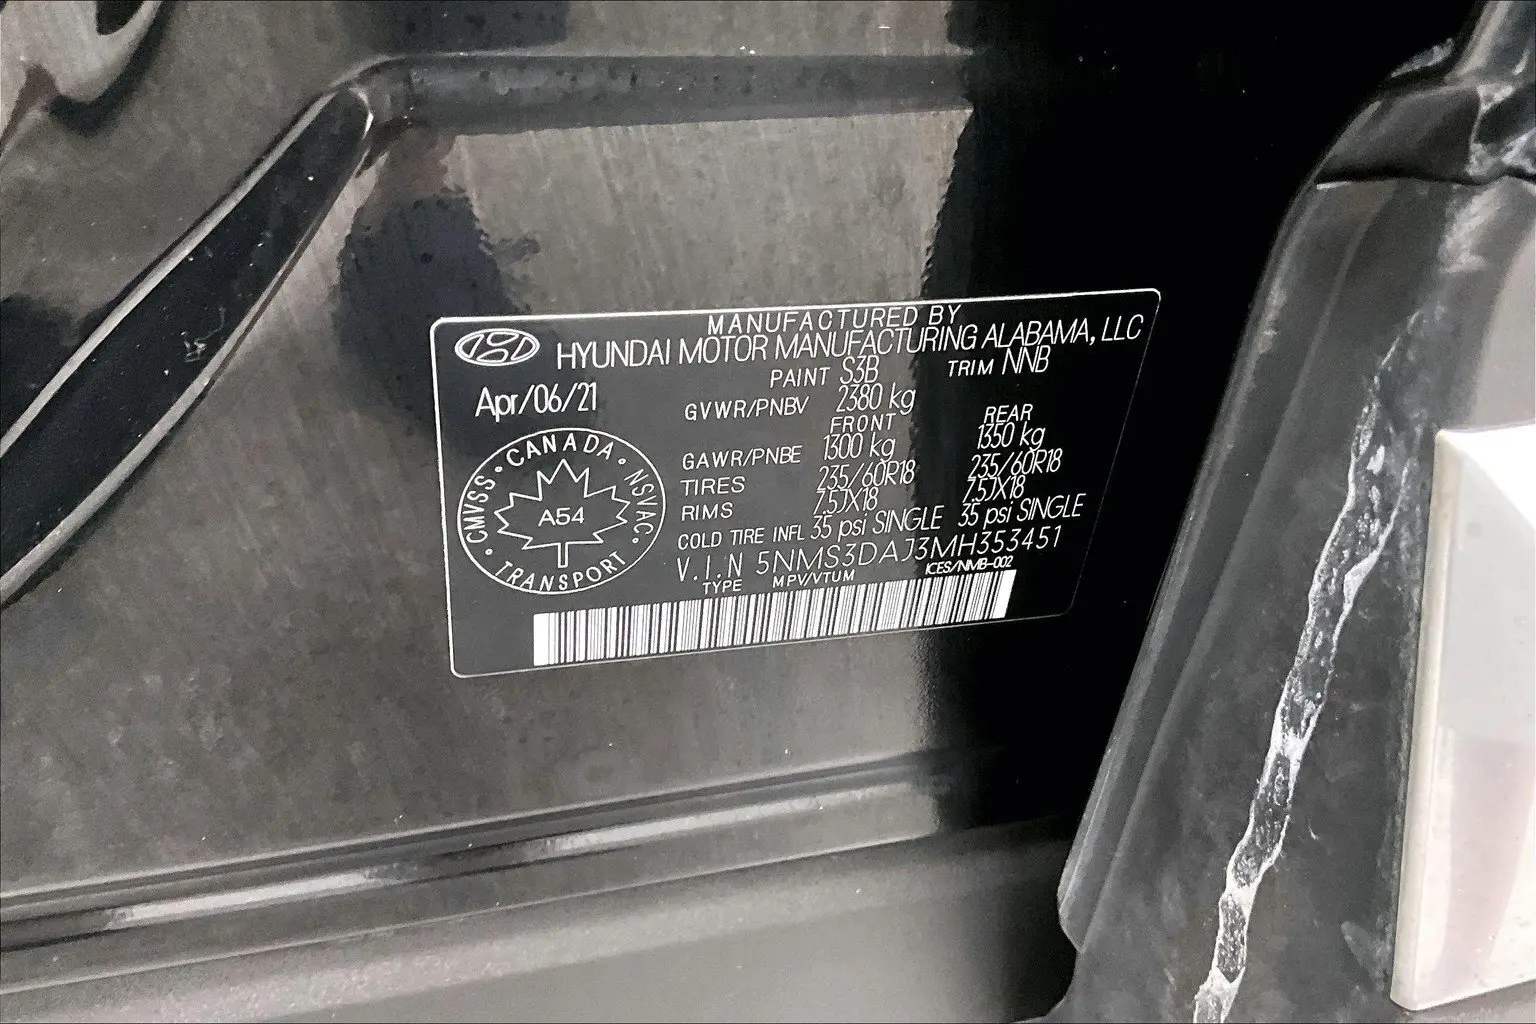 MANUFACTURED BY
HYUNDAI MOTOR MANUFACTURING ALABAMA, LLC
Apr/06/21
PAINT S3B TRIM NNB
GVWR/PNBV 2380 kg
FRONT REAR
GAWR/PNBE 1300 kg 1350 kg
TIRES 235/60R18 235/60R18
RIMS 7.5JX18 7.5JX18
COLD TIRE INFL 35 psi SINGLE 35 psi SINGLE
V.I.N 5NMS3DAJ3MH353451
TYPE MPV/VTUM ICES/NMB-002
CMVSS • CANADA • NSVAC • TRANSPORT •
A54